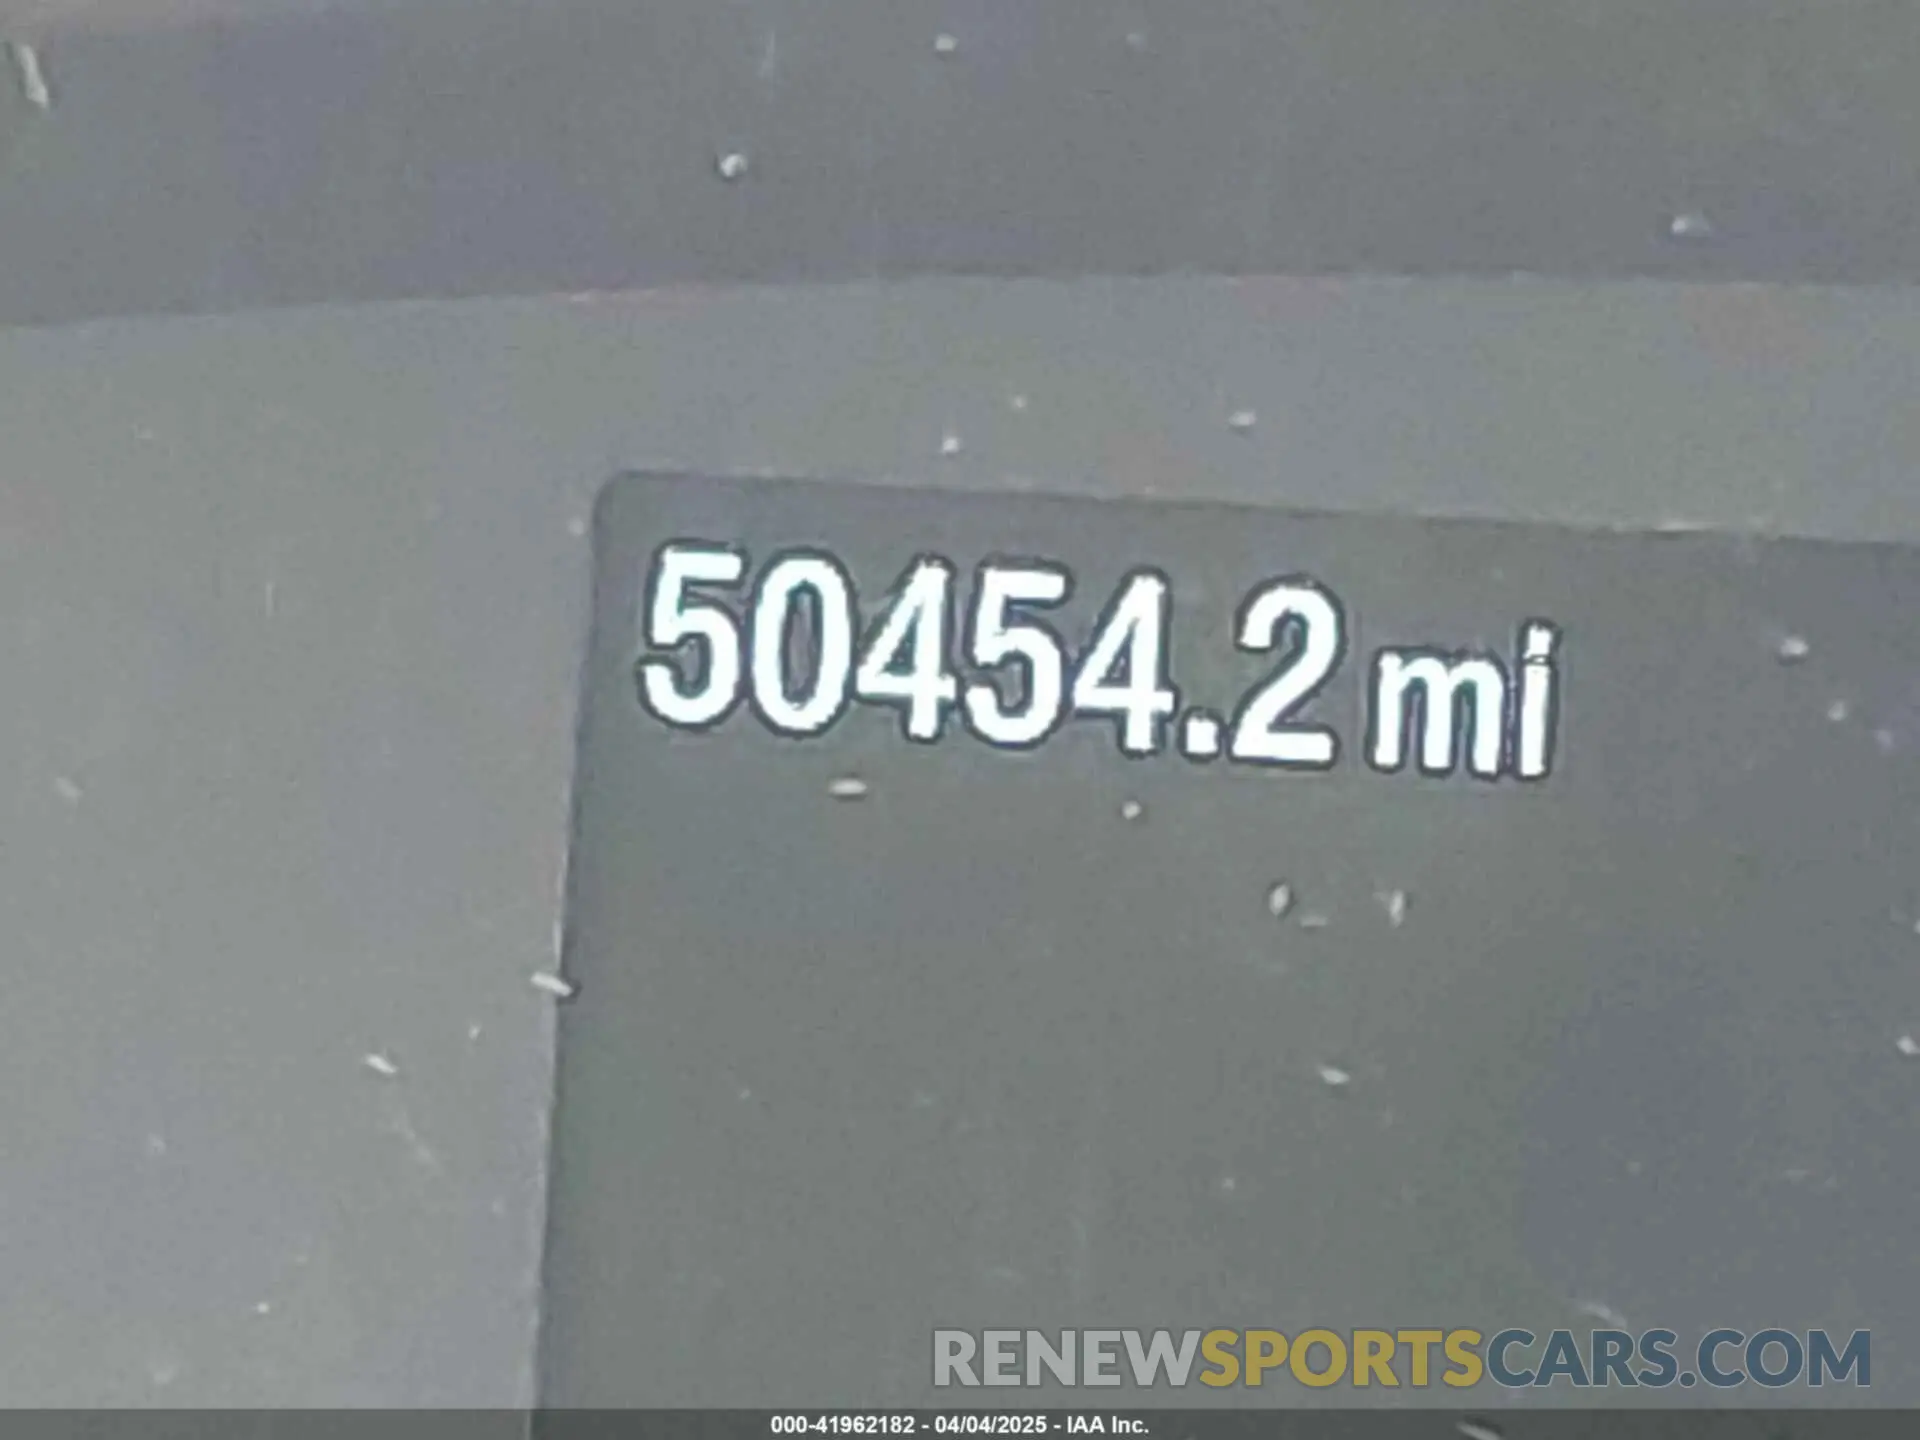 50454.2 mi
RENEWSPORTSCARS.COM
000-41962182 - 04/04/2025 - IAA Inc.